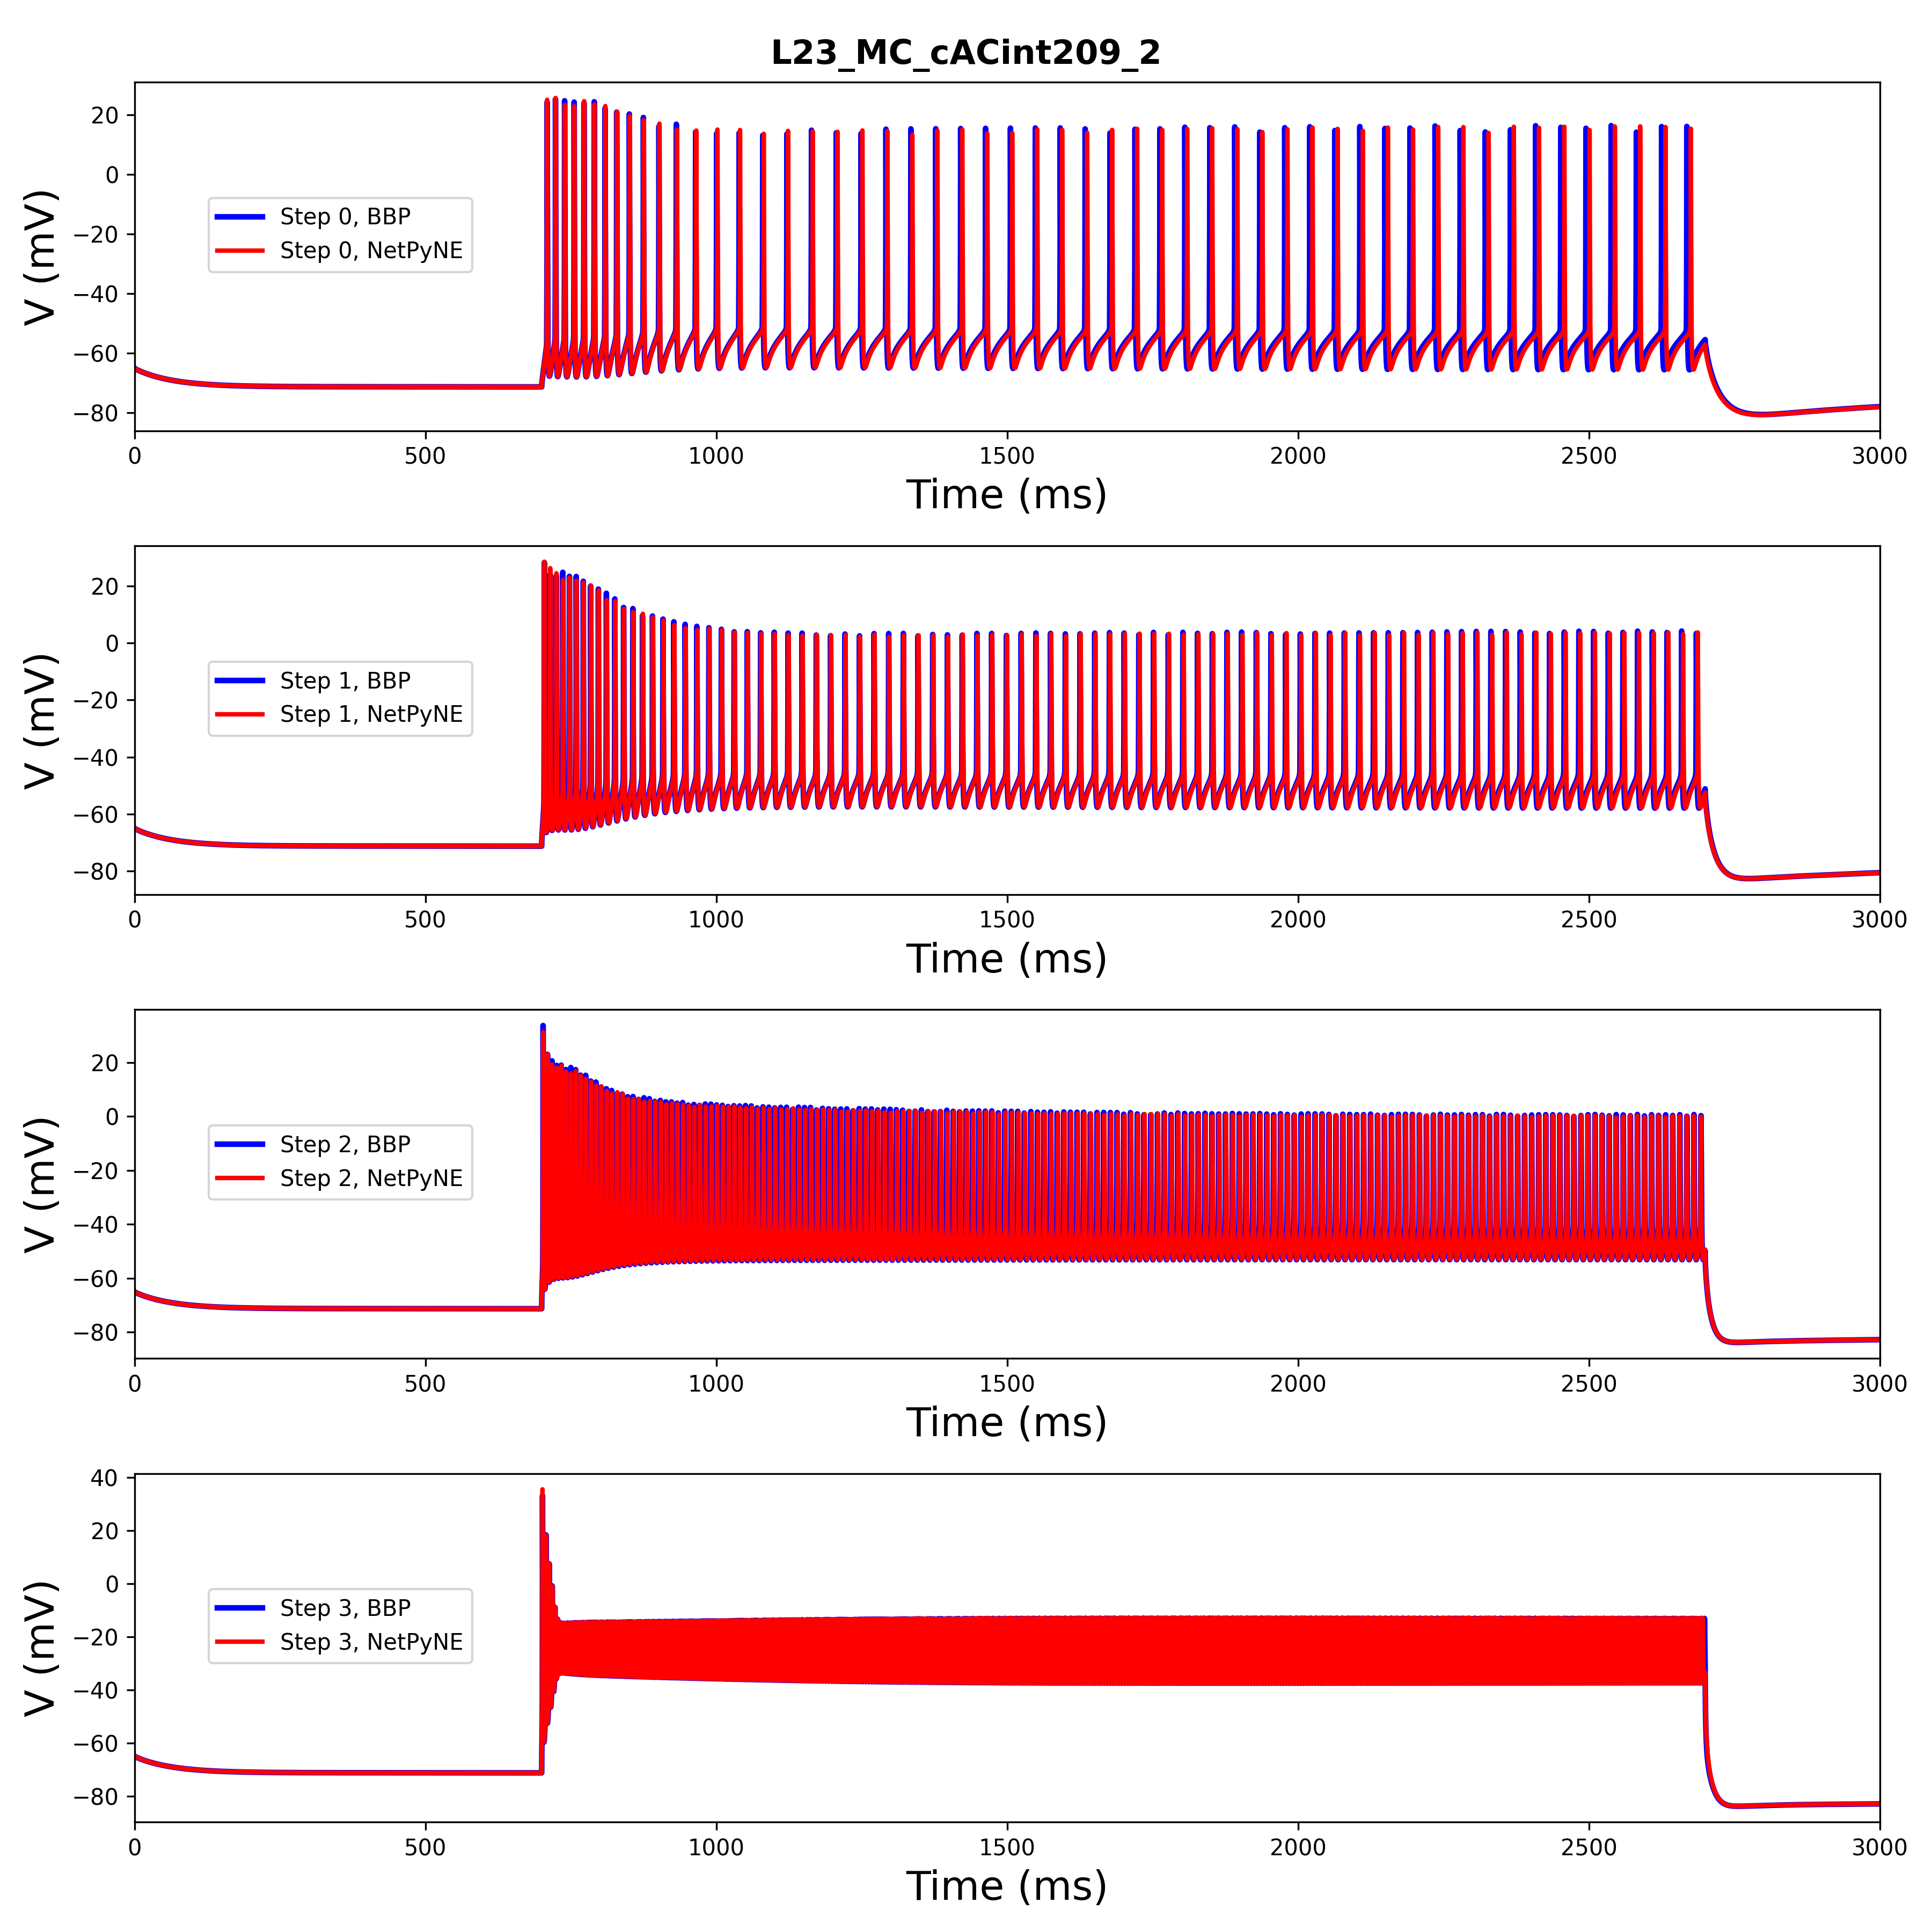 L23_MC_cACint209_2
20
0
−20
−40
−60
−80
V (mV)
Step 0, BBP
Step 0, NetPyNE
0 500 1000 1500 2000 2500 3000
Time (ms)
20
0
−20
−40
−60
−80
V (mV)
Step 1, BBP
Step 1, NetPyNE
0 500 1000 1500 2000 2500 3000
Time (ms)
20
0
−20
−40
−60
−80
V (mV)
Step 2, BBP
Step 2, NetPyNE
0 500 1000 1500 2000 2500 3000
Time (ms)
40
20
0
−20
−40
−60
−80
V (mV)
Step 3, BBP
Step 3, NetPyNE
0 500 1000 1500 2000 2500 3000
Time (ms)